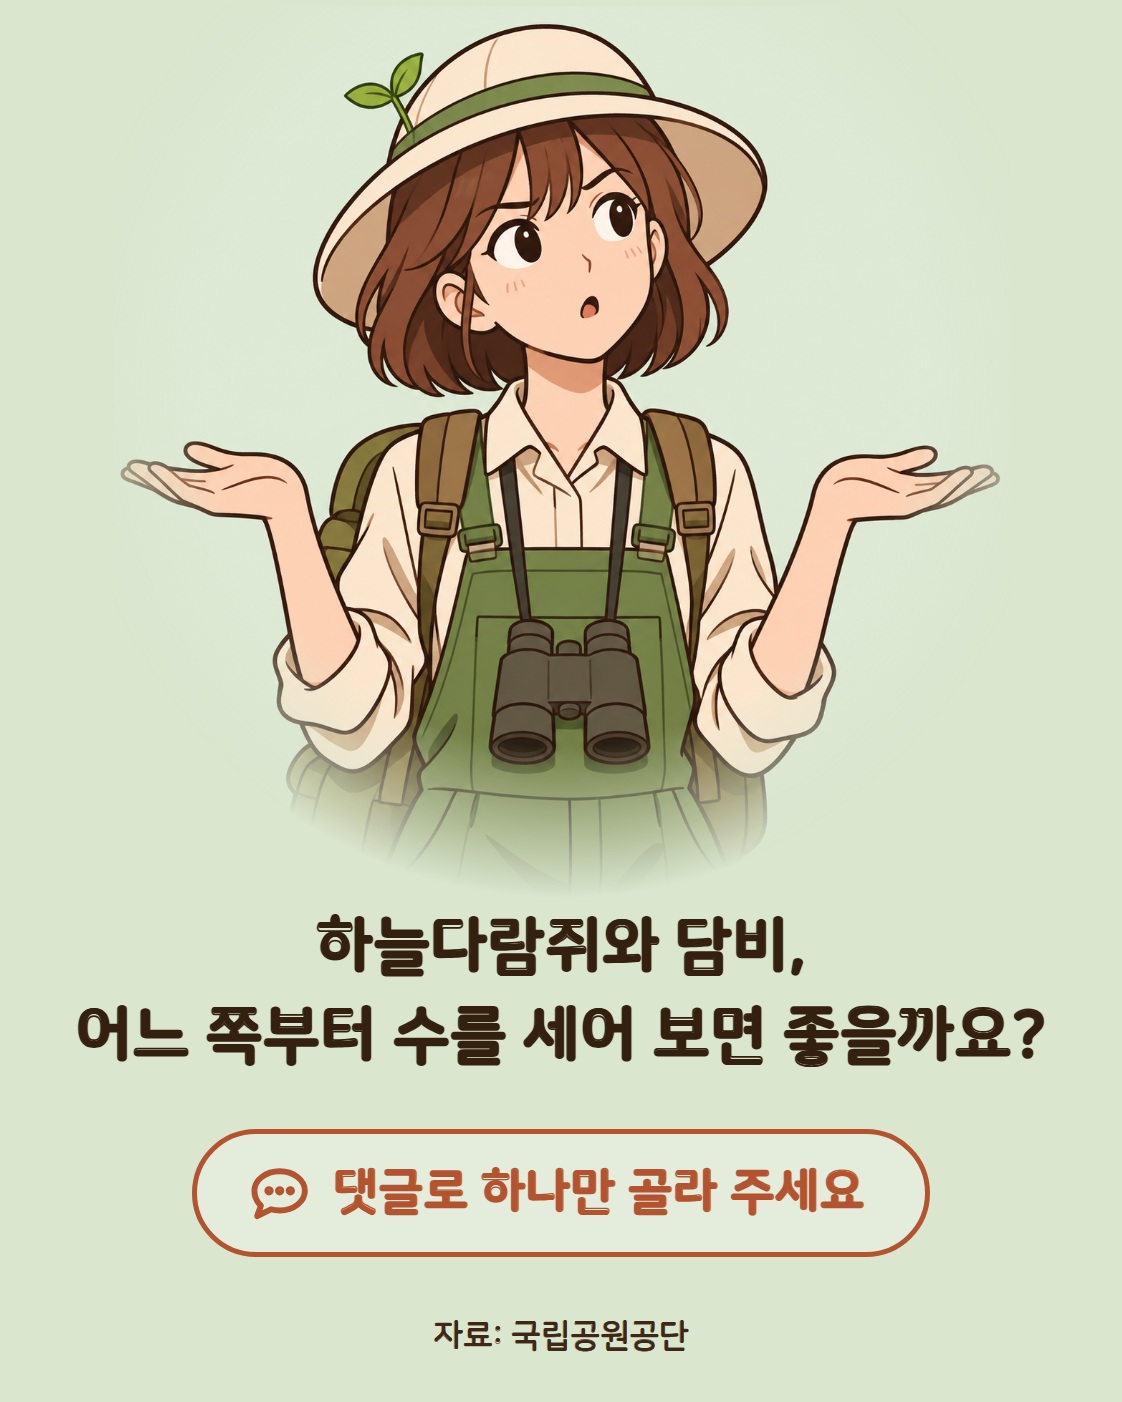 하늘다람쥐와 담비,
어느 쪽부터 수를 세어 보면 좋을까요?
댓글로 하나만 골라 주세요
자료: 국립공원공단